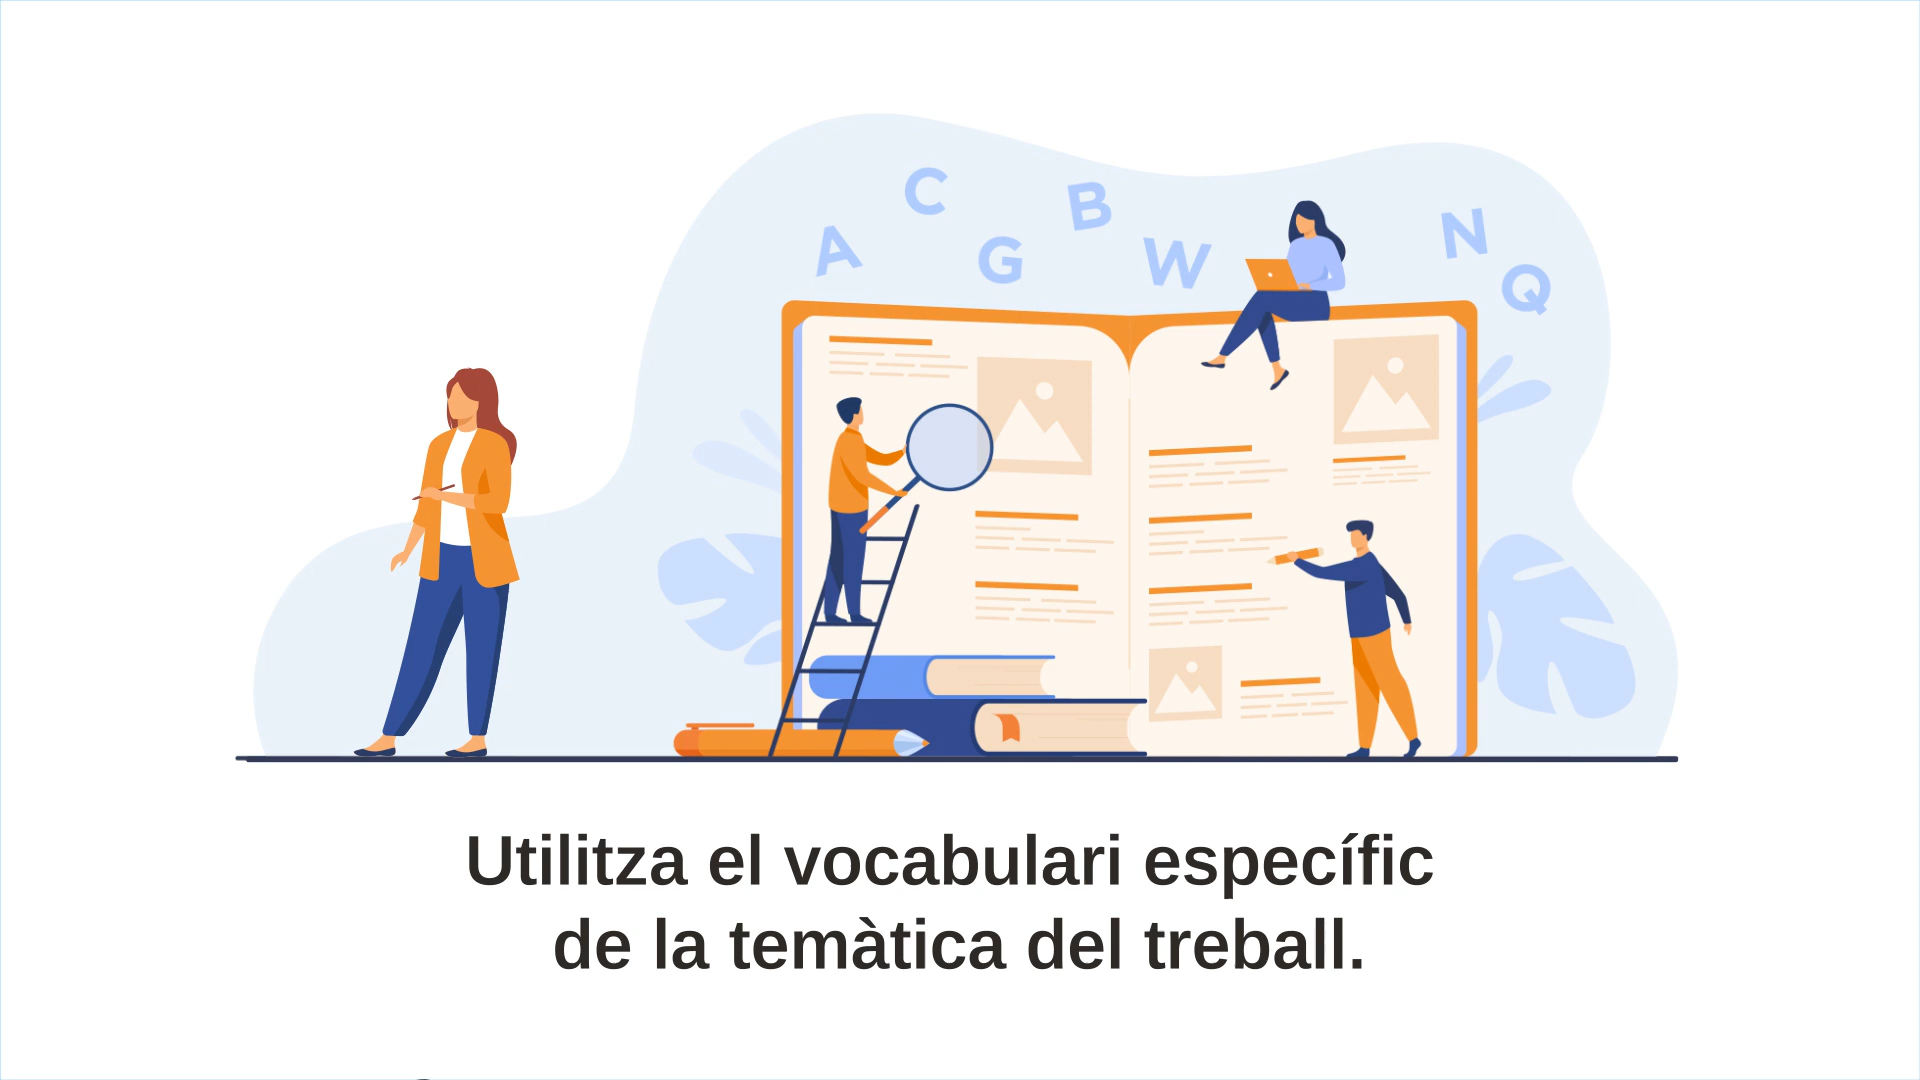 C
B
A
G
W
N
Q
Utilitza el vocabulari específic
de la temàtica del treball.